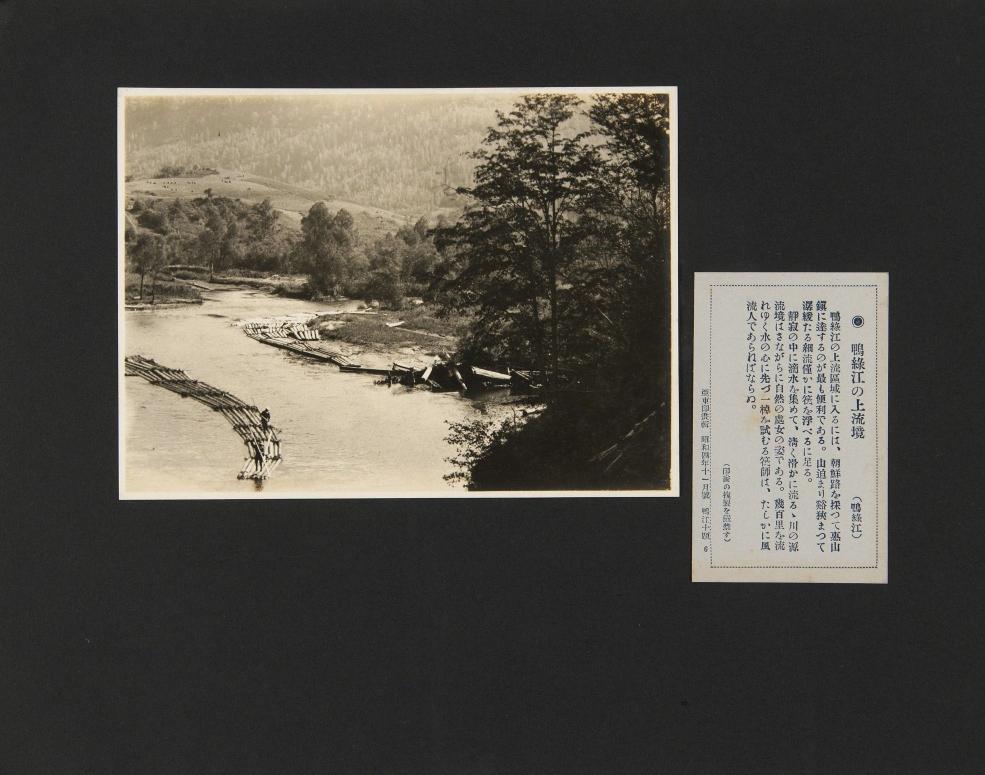 ◉ 鴨綠江の上流境 （鴨綠江）
鴨綠江の上流區域に入るには、朝鮮路を採つて惠山
鎭に達するのが最も便利である。山迫まり谿狹まつて
潺緩たる細流僅かに筏を浮べるに足る。
靜寂の中に滴水を集めて、淸く滑かに流るゝ川の源
流境はさながらに自然の處女の姿である。幾百里を流
れゆく水の心に先づ一棹を試むる筏師は、たしかに風
流人であらねばならぬ。
（印畵の複製を嚴禁す）
亞東印畵輯 昭和四年十一月號 鴨江十題 6